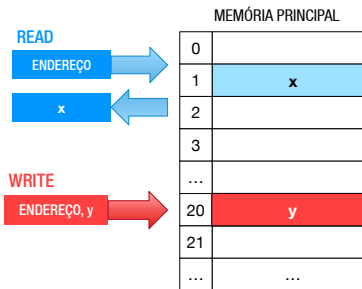 MEMÓRIA PRINCIPAL
READ
ENDEREÇO
x
WRITE
ENDEREÇO, y
0
1 x
2
3
...
20 y
21
... ...